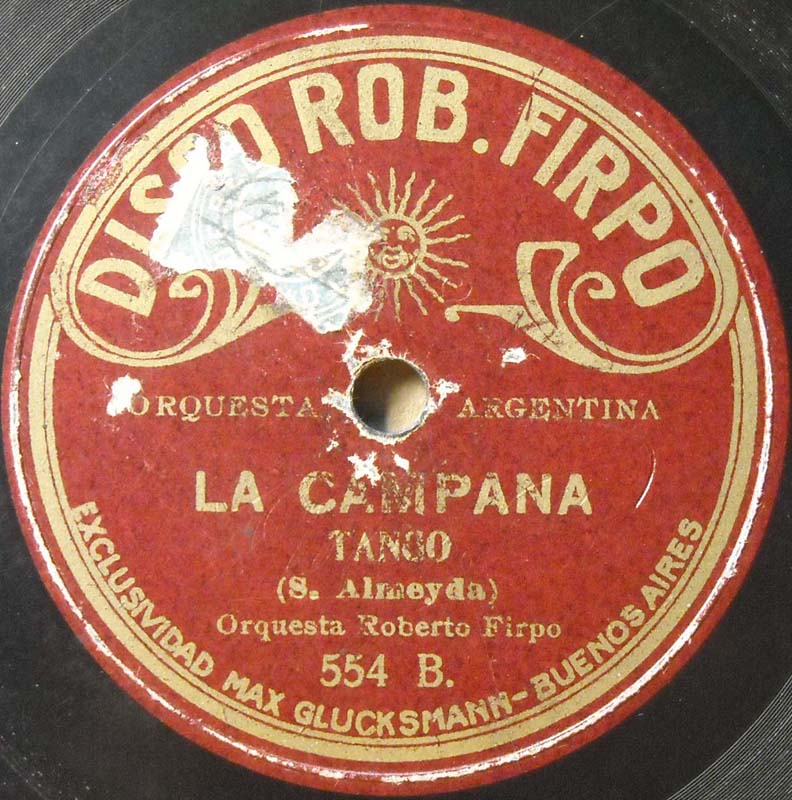 DISCO ROB. FIRPO
ORQUESTA ARGENTINA
LA CAMPANA
TANGO
(S. Almeyda)
Orquesta Roberto Firpo
554 B.
EXCLUSIVIDAD MAX GLUCKSMANN-BUENOS AIRES